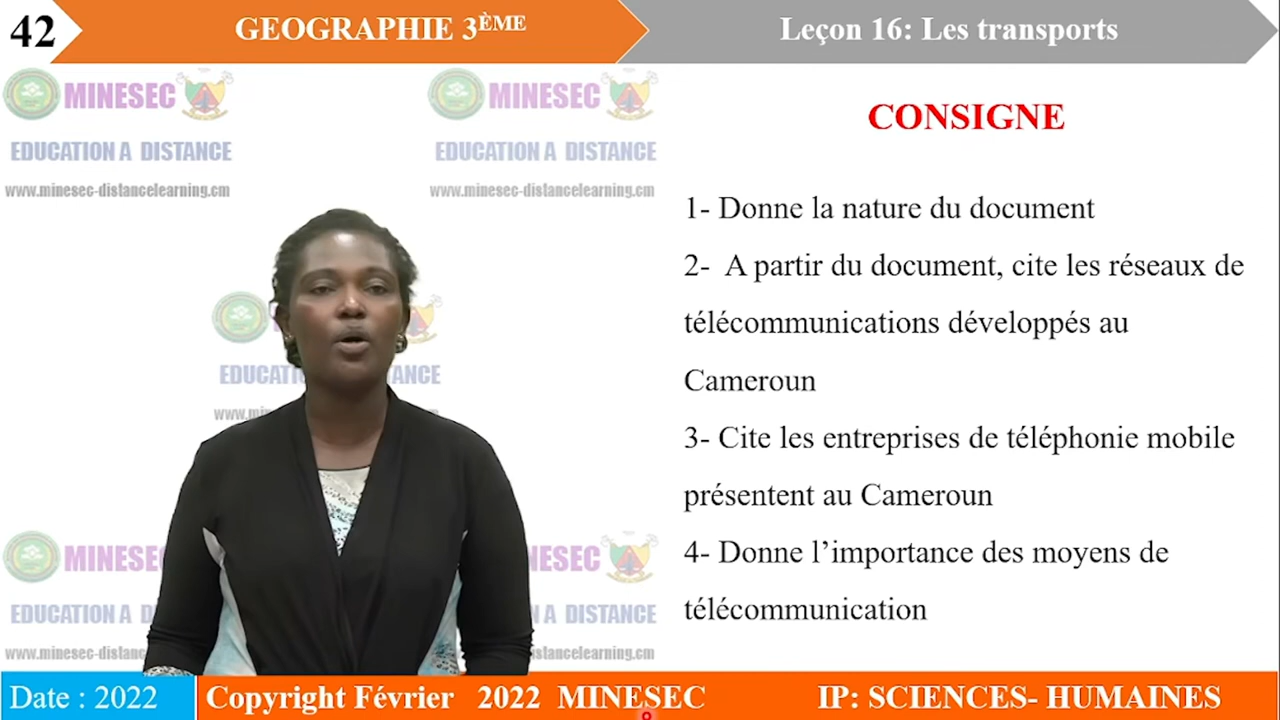 42
GEOGRAPHIE 3ÈME
Leçon 16: Les transports
MINESEC
MINESEC
EDUCATION A DISTANCE
EDUCATION A DISTANCE
www.minesec-distancelearning.cm
www.minesec-distancelearning.cm
CONSIGNE
1- Donne la nature du document
2- A partir du document, cite les réseaux de
télécommunications développés au
Cameroun
3- Cite les entreprises de téléphonie mobile
présentent au Cameroun
4- Donne l’importance des moyens de
télécommunication
MINESEC
EDUCATION A
DISTANCE
Date : 2022
Copyright Février 2022 MINESEC
IP: SCIENCES- HUMAINES